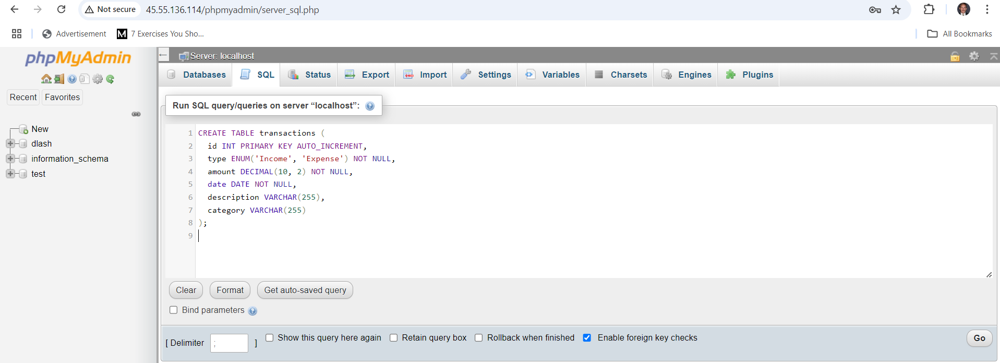 Not secure 45.55.136.114/phpmyadmin/server_sql.php
Advertisement M 7 Exercises You Sho... All Bookmarks
phpMyAdmin
Server: localhost
Recent Favorites
New
dlash
information_schema
test
Databases SQL Status Export Import Settings Variables Charsets Engines Plugins
Run SQL query/queries on server “localhost”:
1 CREATE TABLE transactions (
2 id INT PRIMARY KEY AUTO_INCREMENT,
3 type ENUM('Income', 'Expense') NOT NULL,
4 amount DECIMAL(10, 2) NOT NULL,
5 date DATE NOT NULL,
6 description VARCHAR(255),
7 category VARCHAR(255)
8 );
9
Clear Format Get auto-saved query
Bind parameters
[ Delimiter ; ] Show this query here again Retain query box Rollback when finished Enable foreign key checks Go